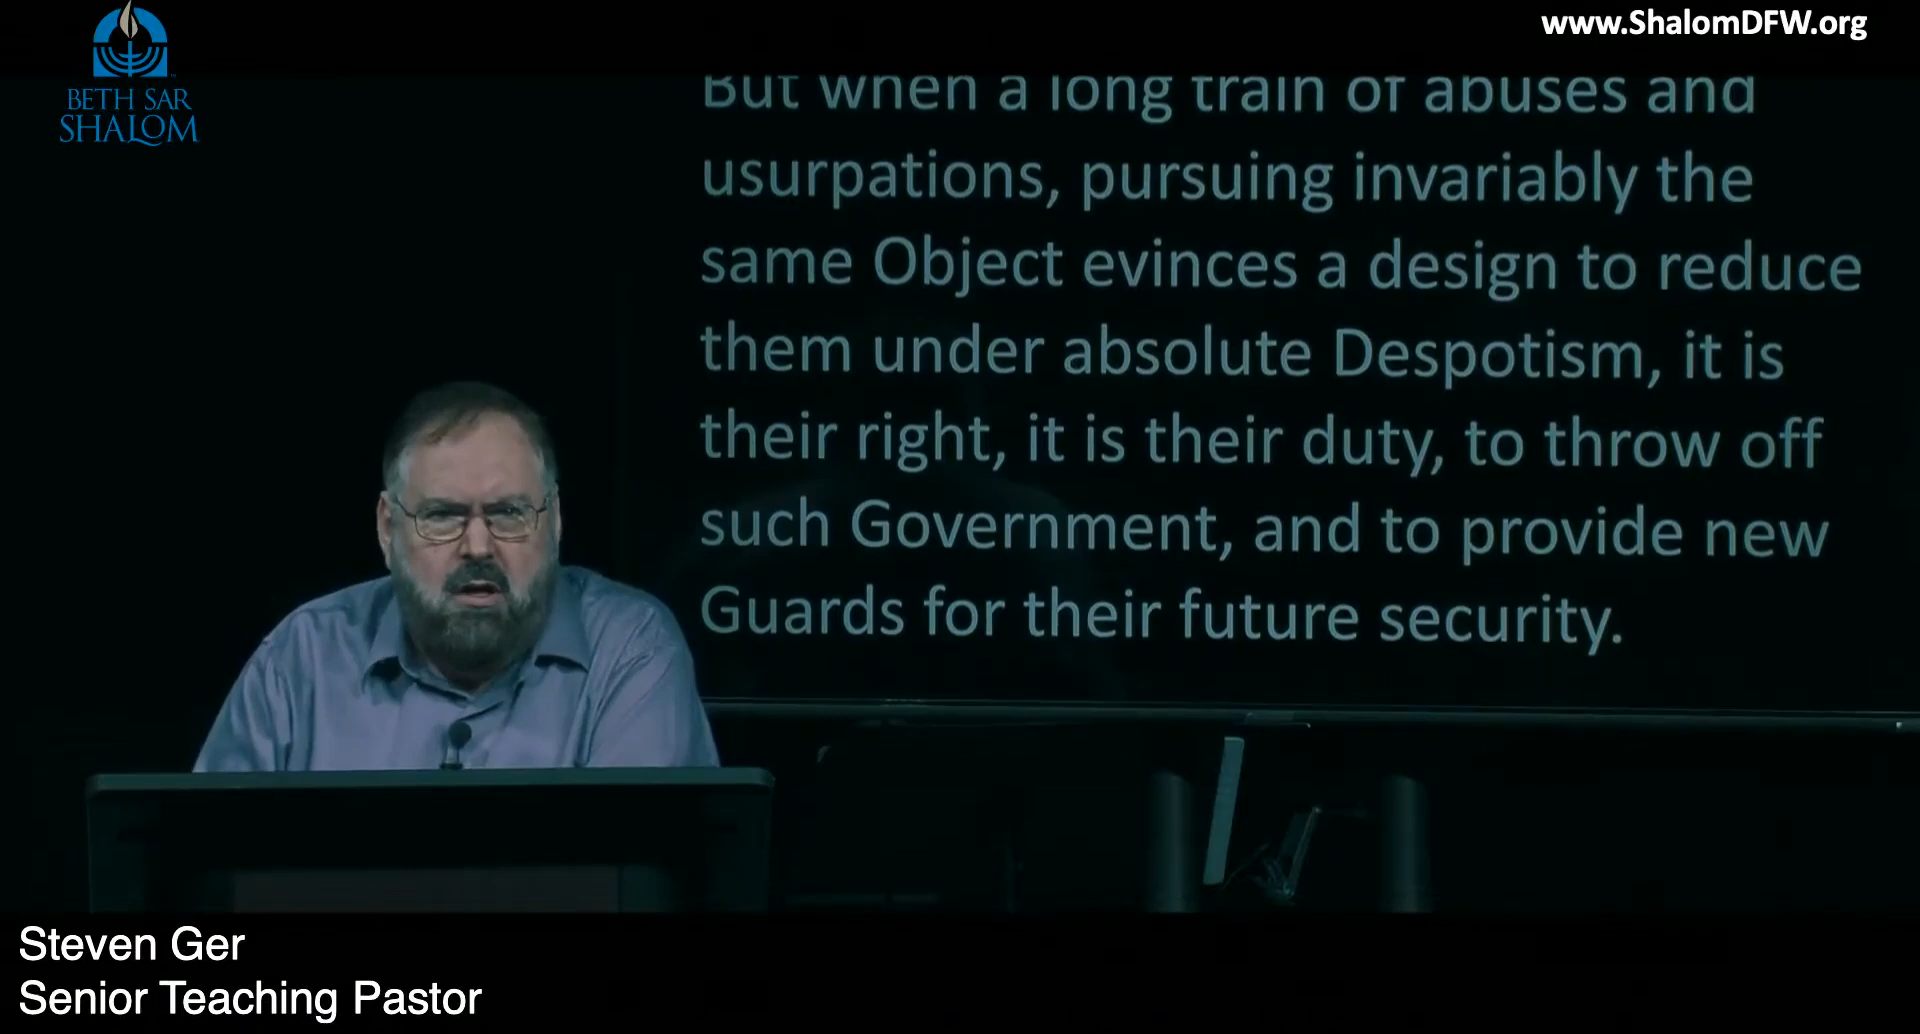 www.ShalomDFW.org
BETH SAR
SHALOM
But when a long train of abuses and
usurpations, pursuing invariably the
same Object evinces a design to reduce
them under absolute Despotism, it is
their right, it is their duty, to throw off
such Government, and to provide new
Guards for their future security.
Steven Ger
Senior Teaching Pastor